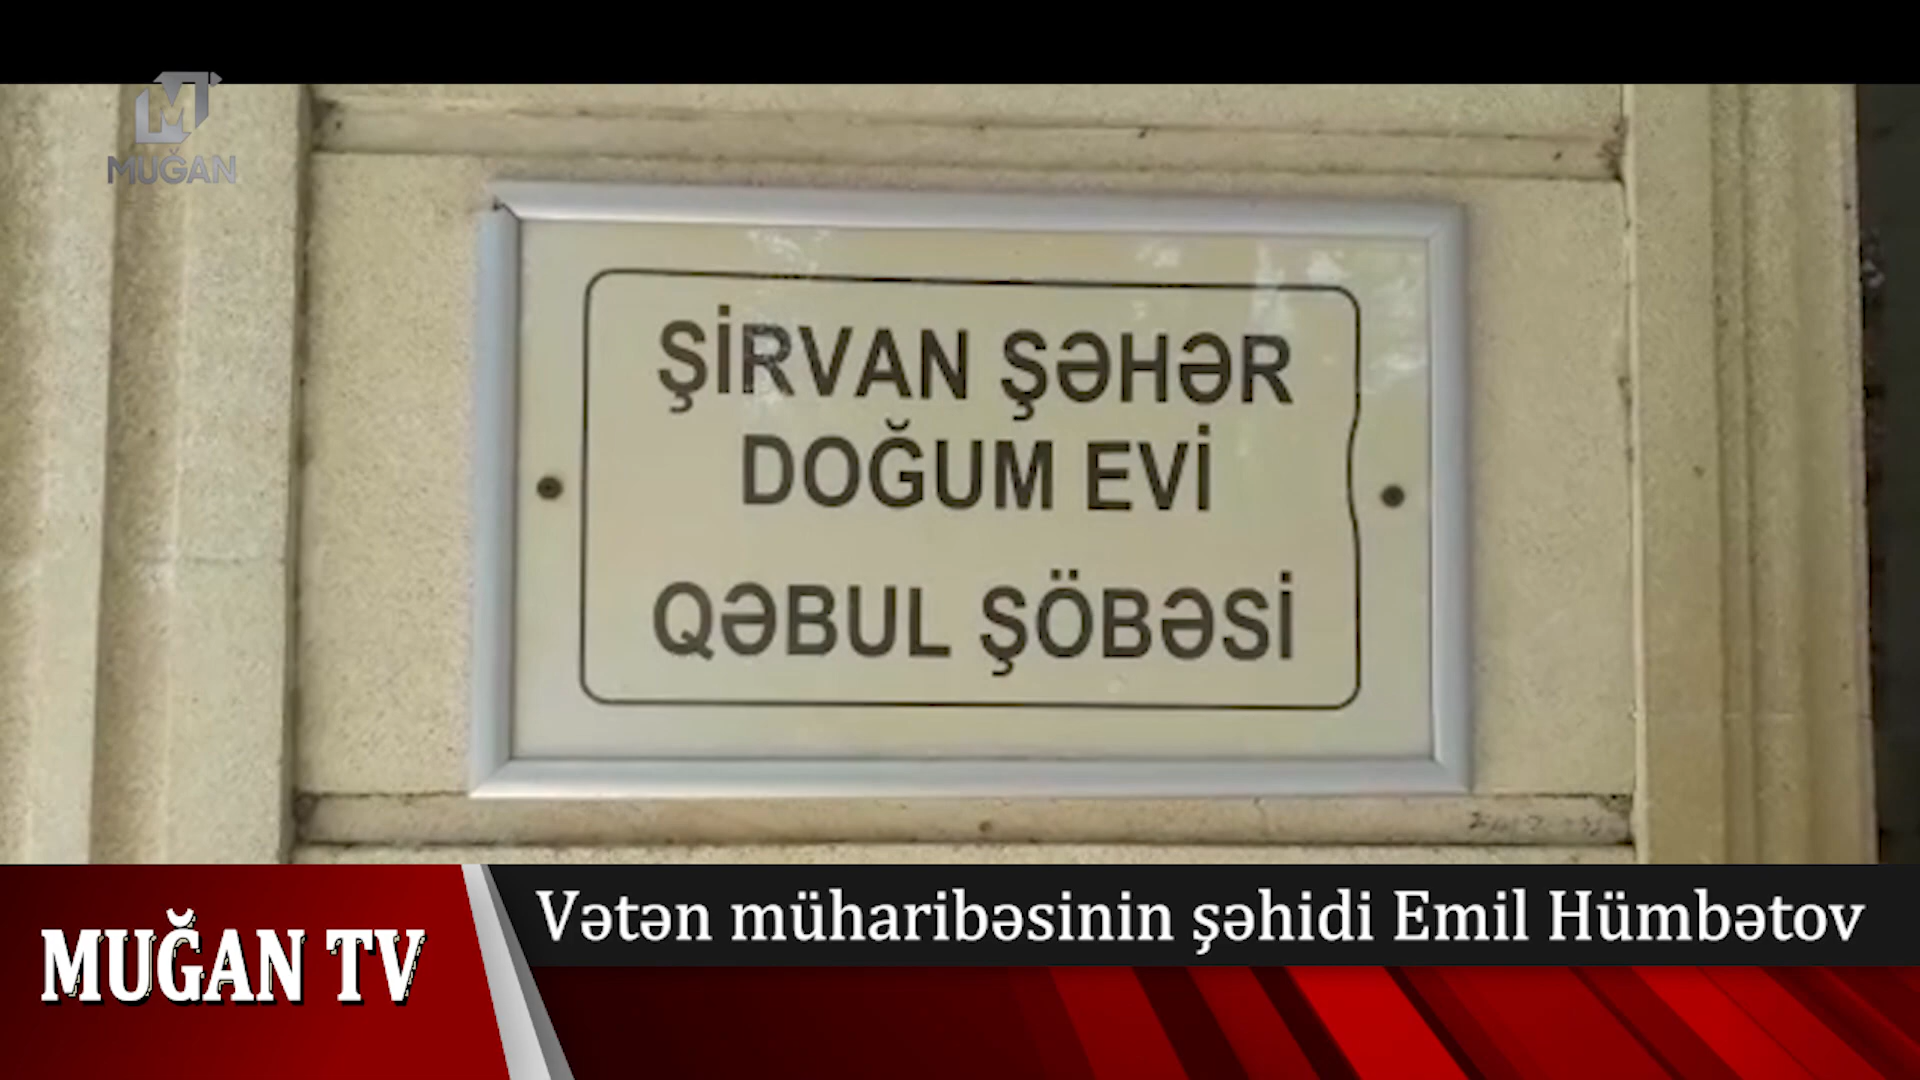 MUĞAN
ŞİRVAN ŞƏHƏR
DOĞUM EVİ
QƏBUL ŞÖBƏSİ
MUĞAN TV
Vətən müharibəsinin şəhidi Emil Hümbətov